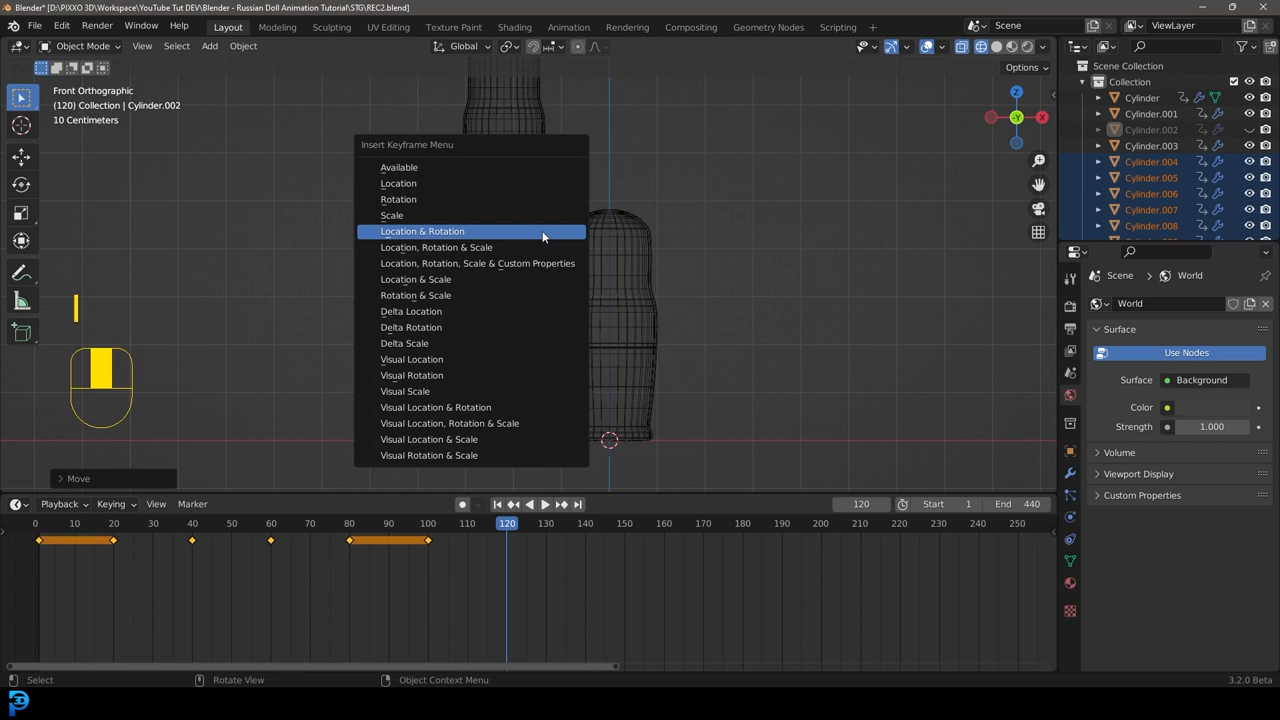 Blender* [D:\PIXXO 3D\Workspace\YouTube Tut DEV\Blender - Russian Doll Animation Tutorial\STG\REC2.blend]
File Edit Render Window Help Layout Modeling Sculpting UV Editing Texture Paint Shading Animation Rendering Compositing Geometry Nodes Scripting Scene ViewLayer
Object Mode View Select Add Object Global
Options
Front Orthographic
(120) Collection | Cylinder.002
10 Centimeters
Z
-Y
X
Insert Keyframe Menu
Available
Location
Rotation
Scale
Location & Rotation
Location, Rotation & Scale
Location, Rotation, Scale & Custom Properties
Location & Scale
Rotation & Scale
Delta Location
Delta Rotation
Delta Scale
Visual Location
Visual Rotation
Visual Scale
Visual Location & Rotation
Visual Location, Rotation & Scale
Visual Location & Scale
Visual Rotation & Scale
I
Move
Scene Collection
Collection
Cylinder
Cylinder.001
Cylinder.002
Cylinder.003
Cylinder.004
Cylinder.005
Cylinder.006
Cylinder.007
Cylinder.008
Scene > World
World
Surface
Use Nodes
Surface Background
Color
Strength 1.000
Volume
Viewport Display
Custom Properties
Playback Keying View Marker 120 Start 1 End 440
0 10 20 30 40 50 60 70 80 90 100 120 130 140 150 160 170 180 190 200 210 220 230 240 250
Select Rotate View Object Context Menu 3.2.0 Beta